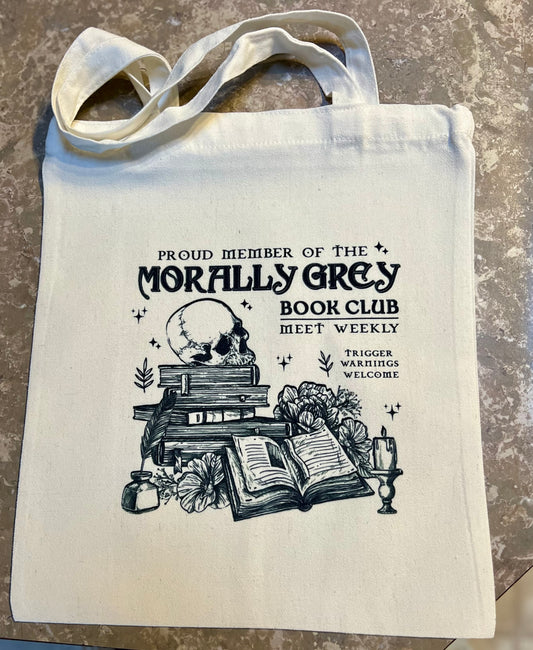 PROUD MEMBER OF THE
MORALLY GREY
BOOK CLUB
MEET WEEKLY
TRIGGER
WARNINGS
WELCOME